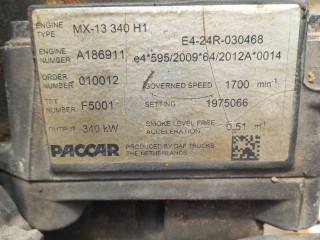 ENGINE TYPE MX-13 340 H1 E4-24R-030468
ENGINE NUMBER A186911 e4*595/2009*64/2012A*0014
ORDER NUMBER 010012 GOVERNED SPEED 1700 min⁻¹
TEST F5001 SETTING 1975066
OUTPUT 340 kW SMOKE LEVEL FREE ACCELERATION 0,51 m⁻¹
PACCAR PRODUCED BY DAF TRUCKS THE NETHERLANDS